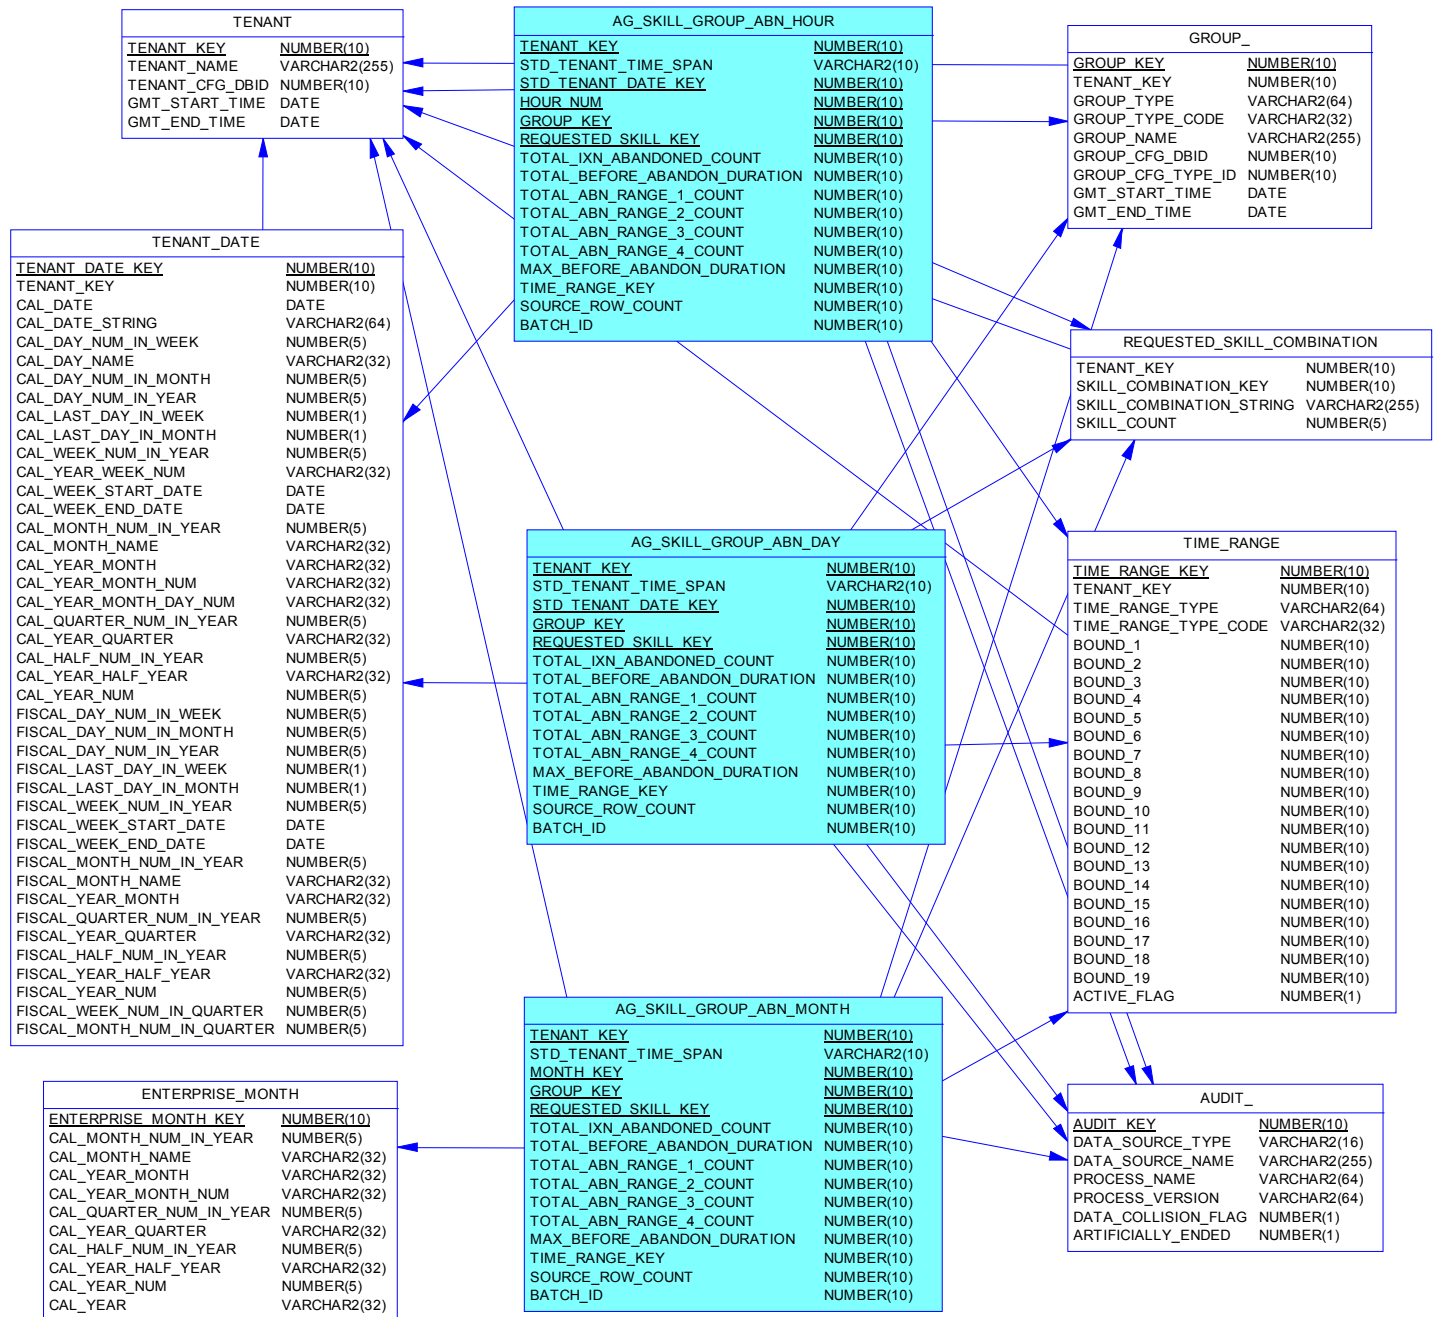 TENANT
TENANT_KEY NUMBER(10)
TENANT_NAME VARCHAR2(255)
TENANT_CFG_DBID NUMBER(10)
GMT_START_TIME DATE
GMT_END_TIME DATE
TENANT_DATE
TENANT_DATE_KEY NUMBER(10)
TENANT_KEY NUMBER(10)
CAL_DATE DATE
CAL_DATE_STRING VARCHAR2(64)
CAL_DAY_NUM_IN_WEEK NUMBER(5)
CAL_DAY_NAME VARCHAR2(32)
CAL_DAY_NUM_IN_MONTH NUMBER(5)
CAL_DAY_NUM_IN_YEAR NUMBER(5)
CAL_LAST_DAY_IN_WEEK NUMBER(1)
CAL_LAST_DAY_IN_MONTH NUMBER(1)
CAL_WEEK_NUM_IN_YEAR NUMBER(5)
CAL_YEAR_WEEK_NUM VARCHAR2(32)
CAL_WEEK_START_DATE DATE
CAL_WEEK_END_DATE DATE
CAL_MONTH_NUM_IN_YEAR NUMBER(5)
CAL_MONTH_NAME VARCHAR2(32)
CAL_YEAR_MONTH VARCHAR2(32)
CAL_YEAR_MONTH_NUM VARCHAR2(32)
CAL_YEAR_MONTH_DAY_NUM VARCHAR2(32)
CAL_QUARTER_NUM_IN_YEAR NUMBER(5)
CAL_YEAR_QUARTER VARCHAR2(32)
CAL_HALF_NUM_IN_YEAR NUMBER(5)
CAL_YEAR_HALF_YEAR VARCHAR2(32)
CAL_YEAR_NUM NUMBER(5)
FISCAL_DAY_NUM_IN_WEEK NUMBER(5)
FISCAL_DAY_NUM_IN_MONTH NUMBER(5)
FISCAL_DAY_NUM_IN_YEAR NUMBER(5)
FISCAL_LAST_DAY_IN_WEEK NUMBER(1)
FISCAL_LAST_DAY_IN_MONTH NUMBER(1)
FISCAL_WEEK_NUM_IN_YEAR NUMBER(5)
FISCAL_WEEK_START_DATE DATE
FISCAL_WEEK_END_DATE DATE
FISCAL_MONTH_NUM_IN_YEAR NUMBER(5)
FISCAL_MONTH_NAME VARCHAR2(32)
FISCAL_YEAR_MONTH VARCHAR2(32)
FISCAL_QUARTER_NUM_IN_YEAR NUMBER(5)
FISCAL_YEAR_QUARTER VARCHAR2(32)
FISCAL_HALF_NUM_IN_YEAR NUMBER(5)
FISCAL_YEAR_HALF_YEAR VARCHAR2(32)
FISCAL_YEAR_NUM NUMBER(5)
FISCAL_WEEK_NUM_IN_QUARTER NUMBER(5)
FISCAL_MONTH_NUM_IN_QUARTER NUMBER(5)
ENTERPRISE_MONTH
ENTERPRISE_MONTH_KEY NUMBER(10)
CAL_MONTH_NUM_IN_YEAR NUMBER(5)
CAL_MONTH_NAME VARCHAR2(32)
CAL_YEAR_MONTH VARCHAR2(32)
CAL_YEAR_MONTH_NUM VARCHAR2(32)
CAL_QUARTER_NUM_IN_YEAR NUMBER(5)
CAL_YEAR_QUARTER VARCHAR2(32)
CAL_HALF_NUM_IN_YEAR NUMBER(5)
CAL_YEAR_HALF_YEAR VARCHAR2(32)
CAL_YEAR_NUM NUMBER(5)
CAL_YEAR VARCHAR2(32)
AG_SKILL_GROUP_ABN_HOUR
TENANT_KEY NUMBER(10)
STD_TENANT_TIME_SPAN VARCHAR2(10)
STD_TENANT_DATE_KEY NUMBER(10)
HOUR_NUM NUMBER(10)
GROUP_KEY NUMBER(10)
REQUESTED_SKILL_KEY NUMBER(10)
TOTAL_IXN_ABANDONED_COUNT NUMBER(10)
TOTAL_BEFORE_ABANDON_DURATION NUMBER(10)
TOTAL_ABN_RANGE_1_COUNT NUMBER(10)
TOTAL_ABN_RANGE_2_COUNT NUMBER(10)
TOTAL_ABN_RANGE_3_COUNT NUMBER(10)
TOTAL_ABN_RANGE_4_COUNT NUMBER(10)
MAX_BEFORE_ABANDON_DURATION NUMBER(10)
TIME_RANGE_KEY NUMBER(10)
SOURCE_ROW_COUNT NUMBER(10)
BATCH_ID NUMBER(10)
AG_SKILL_GROUP_ABN_DAY
TENANT_KEY NUMBER(10)
STD_TENANT_TIME_SPAN VARCHAR2(10)
STD_TENANT_DATE_KEY NUMBER(10)
GROUP_KEY NUMBER(10)
REQUESTED_SKILL_KEY NUMBER(10)
TOTAL_IXN_ABANDONED_COUNT NUMBER(10)
TOTAL_BEFORE_ABANDON_DURATION NUMBER(10)
TOTAL_ABN_RANGE_1_COUNT NUMBER(10)
TOTAL_ABN_RANGE_2_COUNT NUMBER(10)
TOTAL_ABN_RANGE_3_COUNT NUMBER(10)
TOTAL_ABN_RANGE_4_COUNT NUMBER(10)
MAX_BEFORE_ABANDON_DURATION NUMBER(10)
TIME_RANGE_KEY NUMBER(10)
SOURCE_ROW_COUNT NUMBER(10)
BATCH_ID NUMBER(10)
AG_SKILL_GROUP_ABN_MONTH
TENANT_KEY NUMBER(10)
STD_TENANT_TIME_SPAN VARCHAR2(10)
MONTH_KEY NUMBER(10)
GROUP_KEY NUMBER(10)
REQUESTED_SKILL_KEY NUMBER(10)
TOTAL_IXN_ABANDONED_COUNT NUMBER(10)
TOTAL_BEFORE_ABANDON_DURATION NUMBER(10)
TOTAL_ABN_RANGE_1_COUNT NUMBER(10)
TOTAL_ABN_RANGE_2_COUNT NUMBER(10)
TOTAL_ABN_RANGE_3_COUNT NUMBER(10)
TOTAL_ABN_RANGE_4_COUNT NUMBER(10)
MAX_BEFORE_ABANDON_DURATION NUMBER(10)
TIME_RANGE_KEY NUMBER(10)
SOURCE_ROW_COUNT NUMBER(10)
BATCH_ID NUMBER(10)
GROUP_
GROUP_KEY NUMBER(10)
TENANT_KEY NUMBER(10)
GROUP_TYPE VARCHAR2(64)
GROUP_TYPE_CODE VARCHAR2(32)
GROUP_NAME VARCHAR2(255)
GROUP_CFG_DBID NUMBER(10)
GROUP_CFG_TYPE_ID NUMBER(10)
GMT_START_TIME DATE
GMT_END_TIME DATE
REQUESTED_SKILL_COMBINATION
TENANT_KEY NUMBER(10)
SKILL_COMBINATION_KEY NUMBER(10)
SKILL_COMBINATION_STRING VARCHAR2(255)
SKILL_COUNT NUMBER(5)
TIME_RANGE
TIME_RANGE_KEY NUMBER(10)
TENANT_KEY NUMBER(10)
TIME_RANGE_TYPE VARCHAR2(64)
TIME_RANGE_TYPE_CODE VARCHAR2(32)
BOUND_1 NUMBER(10)
BOUND_2 NUMBER(10)
BOUND_3 NUMBER(10)
BOUND_4 NUMBER(10)
BOUND_5 NUMBER(10)
BOUND_6 NUMBER(10)
BOUND_7 NUMBER(10)
BOUND_8 NUMBER(10)
BOUND_9 NUMBER(10)
BOUND_10 NUMBER(10)
BOUND_11 NUMBER(10)
BOUND_12 NUMBER(10)
BOUND_13 NUMBER(10)
BOUND_14 NUMBER(10)
BOUND_15 NUMBER(10)
BOUND_16 NUMBER(10)
BOUND_17 NUMBER(10)
BOUND_18 NUMBER(10)
BOUND_19 NUMBER(10)
ACTIVE_FLAG NUMBER(1)
AUDIT_
AUDIT_KEY NUMBER(10)
DATA_SOURCE_TYPE VARCHAR2(16)
DATA_SOURCE_NAME VARCHAR2(255)
PROCESS_NAME VARCHAR2(64)
PROCESS_VERSION VARCHAR2(64)
DATA_COLLISION_FLAG NUMBER(1)
ARTIFICIALLY_ENDED NUMBER(1)